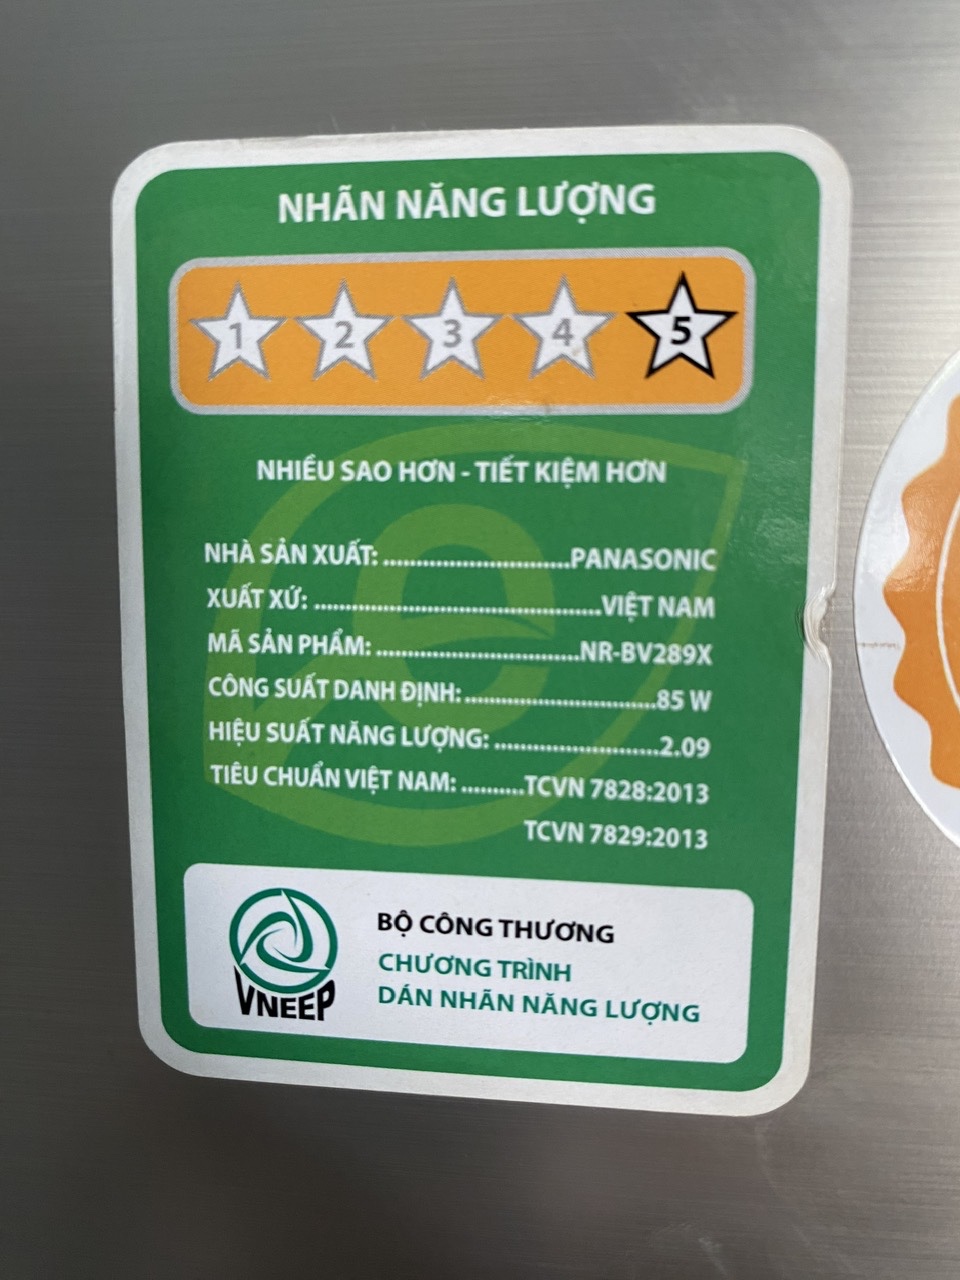 NHÃN NĂNG LƯỢNG
1 2 3 4 5
NHIỀU SAO HƠN - TIẾT KIỆM HƠN
NHÀ SẢN XUẤT:..............................PANASONIC
XUẤT XỨ: ..............................................VIỆT NAM
MÃ SẢN PHẨM: .................................NR-BV289X
CÔNG SUẤT DANH ĐỊNH:...............................85 W
HIỆU SUẤT NĂNG LƯỢNG: ...........................2.09
TIÊU CHUẨN VIỆT NAM: ..........TCVN 7828:2013
TCVN 7829:2013
VNEEP
BỘ CÔNG THƯƠNG
CHƯƠNG TRÌNH
DÁN NHÃN NĂNG LƯỢNG